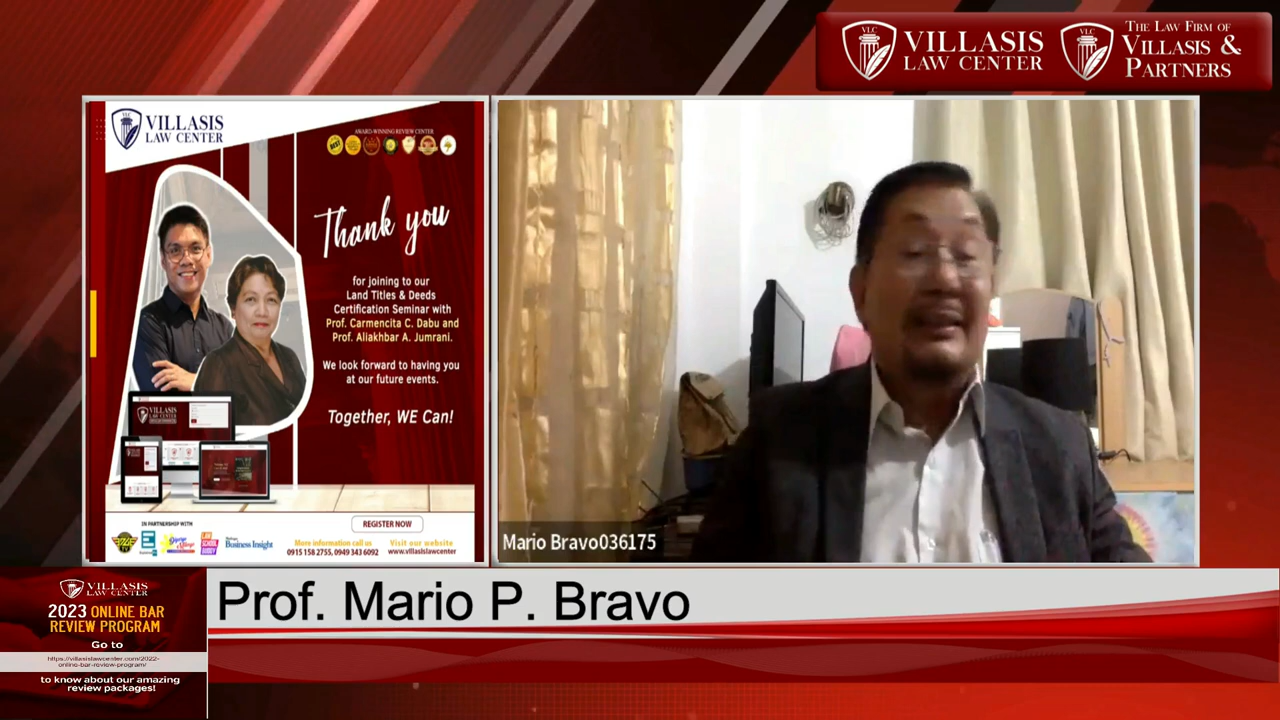 VLC
VILLASIS
LAW CENTER
VLC
THE LAW FIRM OF
VILLASIS &
PARTNERS
VILLASIS
LAW CENTER
AWARD-WINNING REVIEW CENTER
Thank you
for joining to our
Land Titles & Deeds
Certification Seminar with
Prof. Carmencita C. Dabu and
Prof. Aliakhbar A. Jumrani.
We look forward to having you
at our future events.
Together, WE Can!
VILLASIS
LAW CENTER
IN PARTNERSHIP WITH
REGISTER NOW
Business Insight
More information call us
0915 158 2755, 0949 343 6092
Visit our website
www.villasislawcenter
Mario Bravo036175
Prof. Mario P. Bravo
VILLASIS
LAW CENTER
2023 ONLINE BAR
REVIEW PROGRAM
Go to
https://villasislawcenter.com/2022-
online-bar-review-program/
to know about our amazing
review packages!